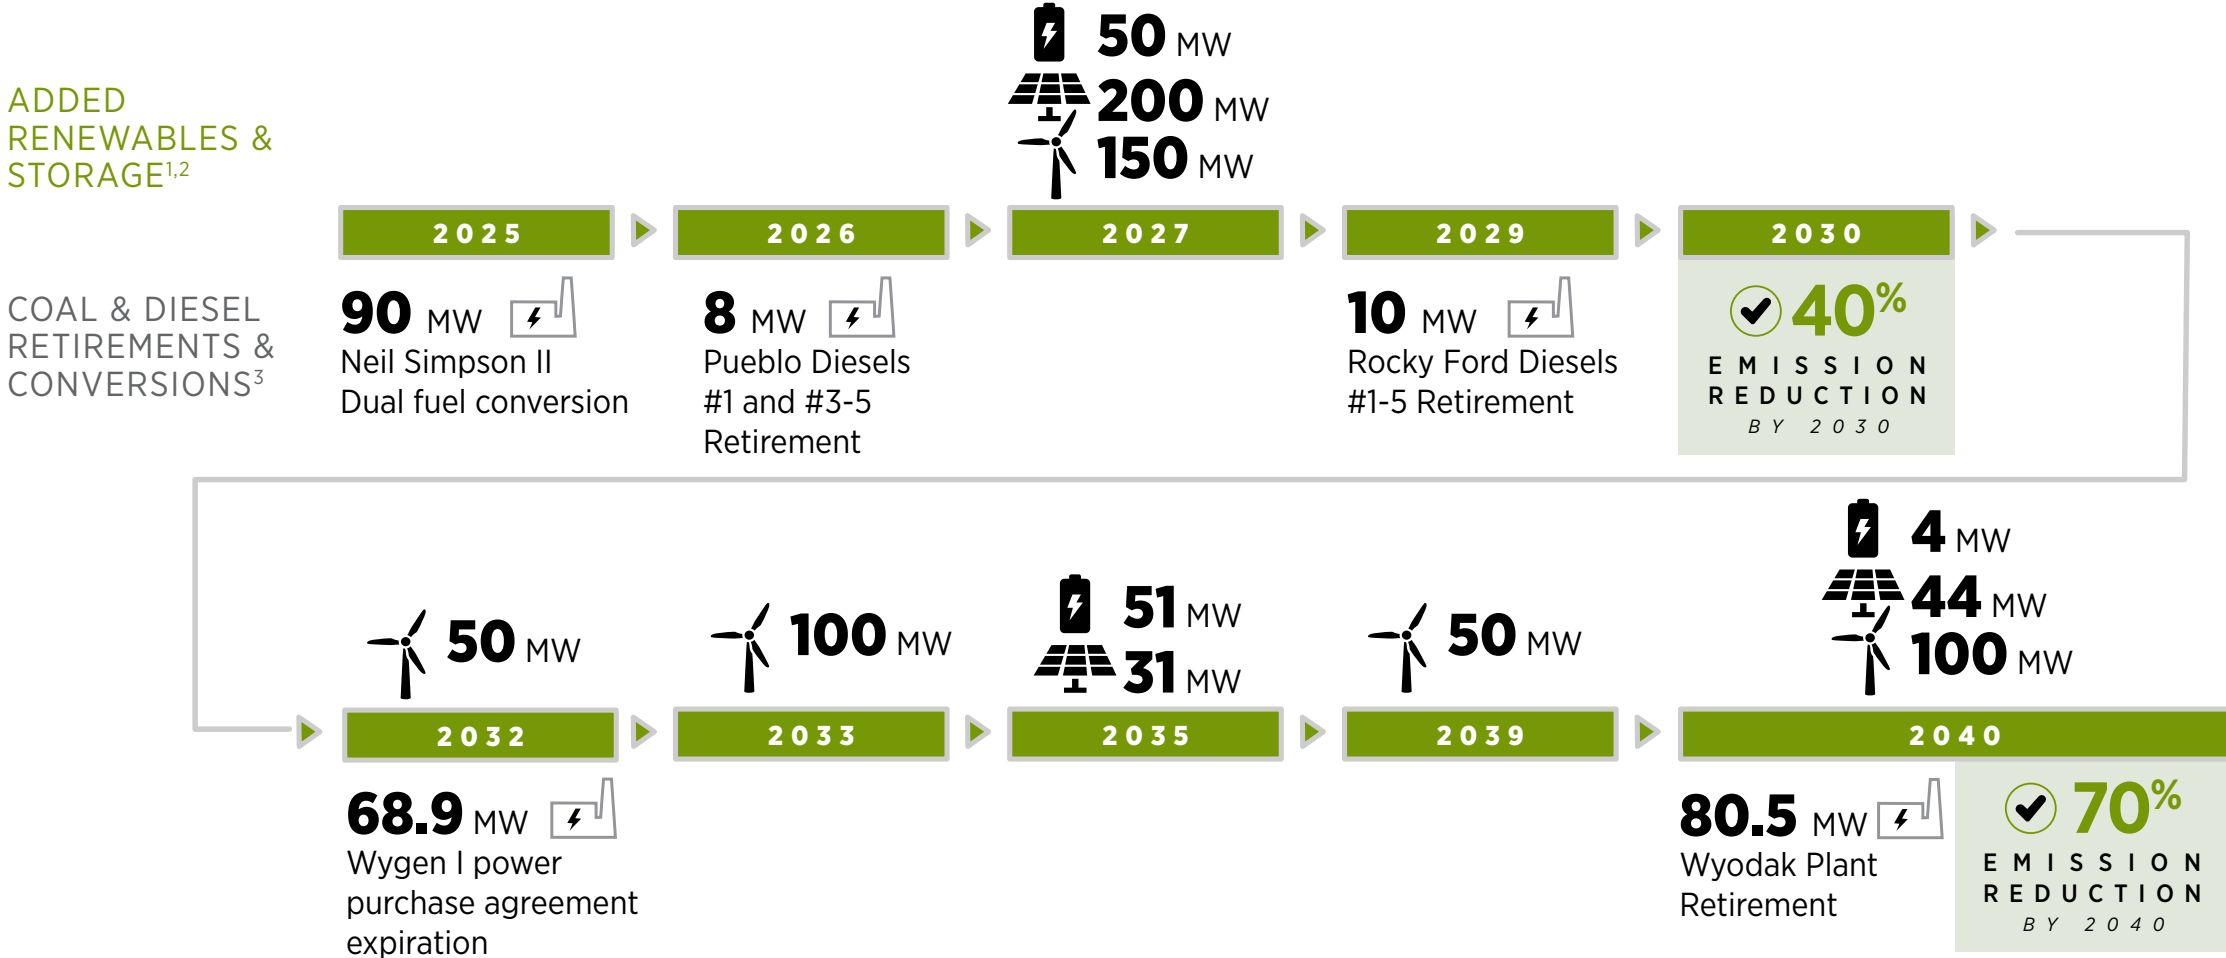 ADDED
RENEWABLES &
STORAGE1,2
50 MW
200 MW
150 MW
2025
2026
2027
2029
2030
COAL & DIESEL
RETIREMENTS &
CONVERSIONS3
90 MW
Neil Simpson II
Dual fuel conversion
8 MW
Pueblo Diesels
#1 and #3-5
Retirement
10 MW
Rocky Ford Diesels
#1-5 Retirement
40%
EMISSION
REDUCTION
BY 2030
50 MW
100 MW
51 MW
31 MW
50 MW
4 MW
44 MW
100 MW
2032
2033
2035
2039
2040
68.9 MW
Wygen I power
purchase agreement
expiration
80.5 MW
Wyodak Plant
Retirement
70%
EMISSION
REDUCTION
BY 2040